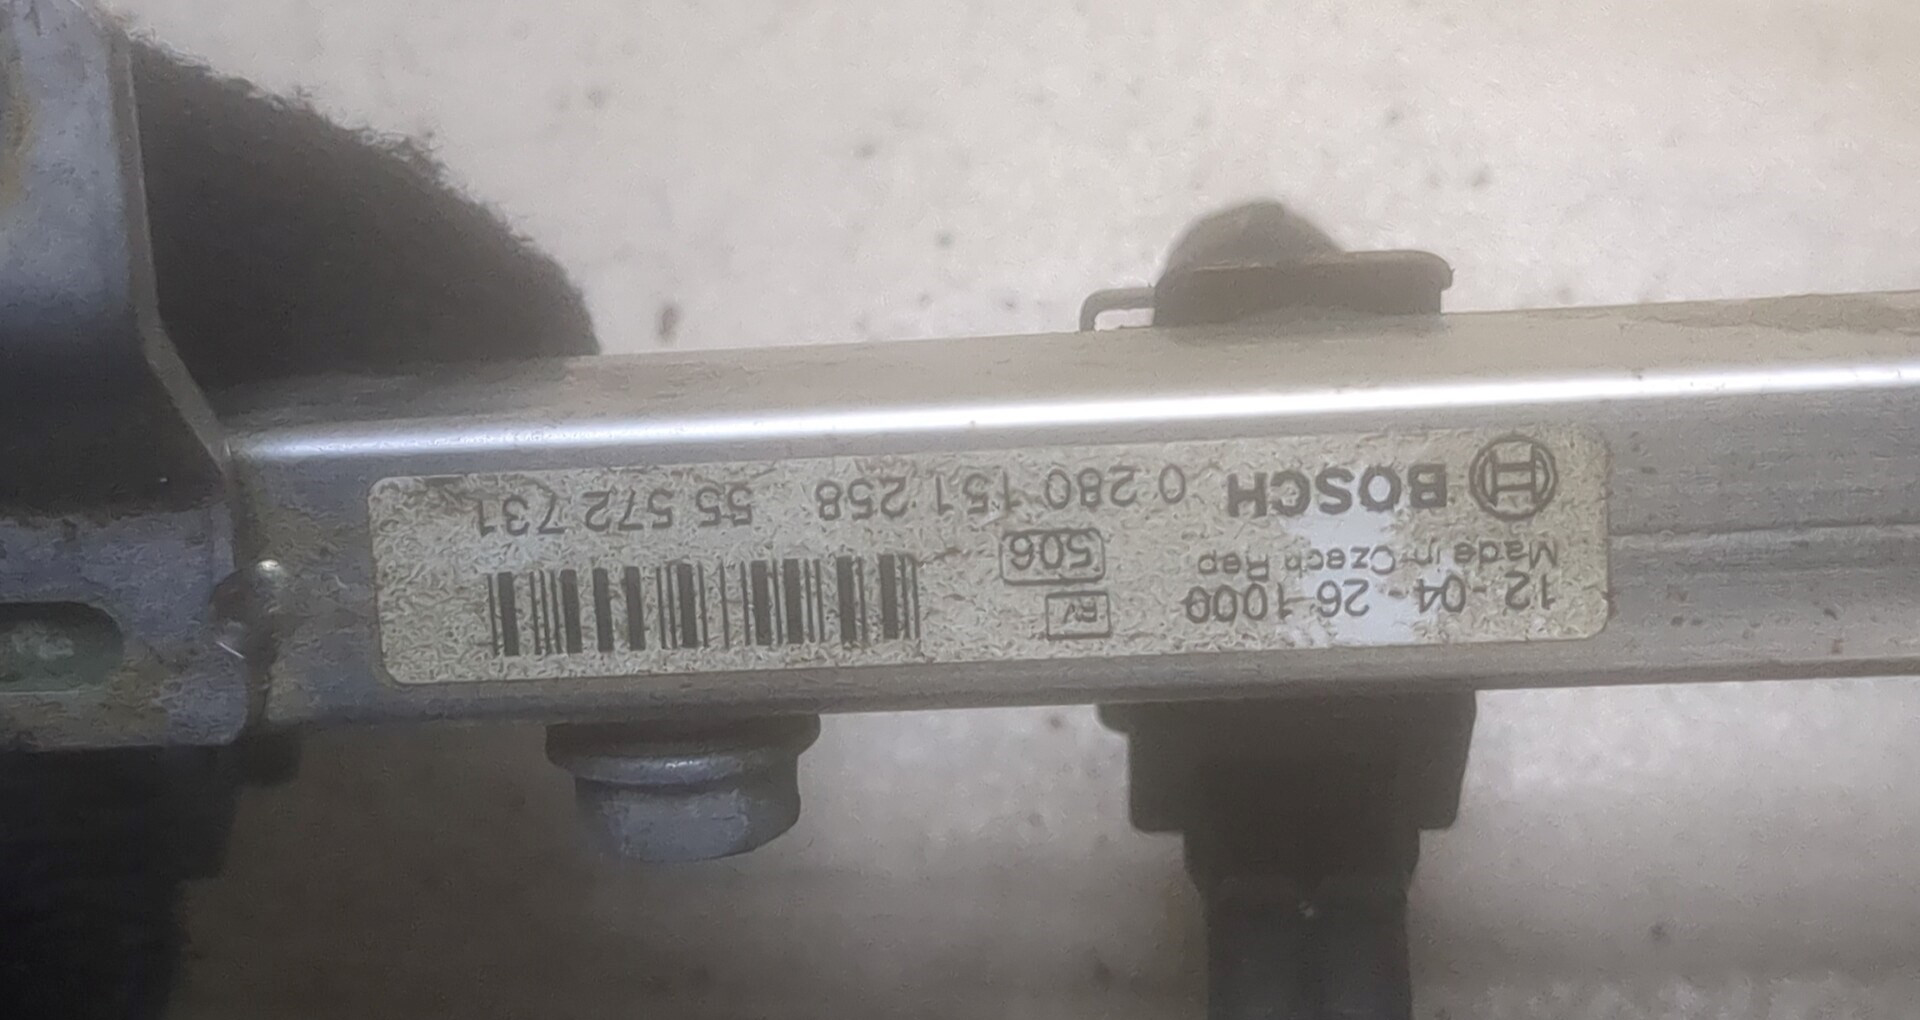 BOSCH 0 280 151 258 55 572 731
Made in Czech Rep 506
12-04-26 1000